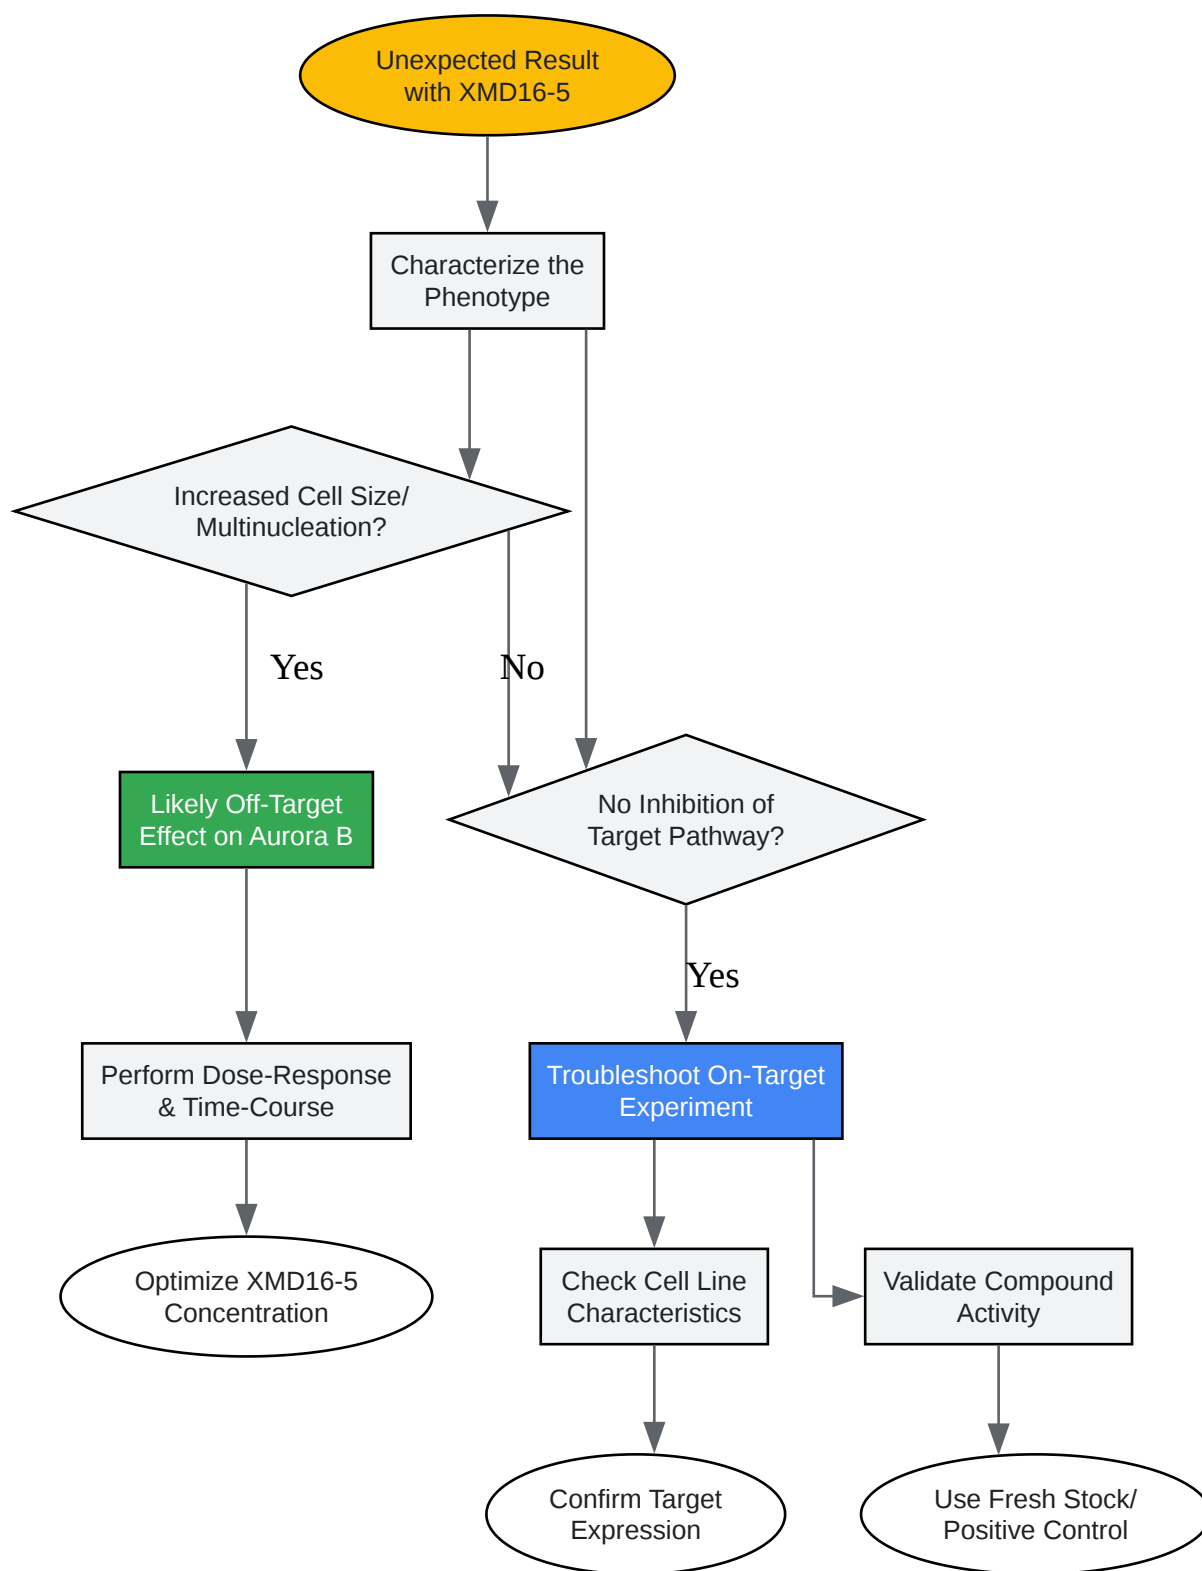 Unexpected Result
with XMD16-5
Characterize the
Phenotype
Increased Cell Size/
Multinucleation?
Yes
No
Likely Off-Target
Effect on Aurora B
No Inhibition of
Target Pathway?
Yes
Perform Dose-Response
& Time-Course
Troubleshoot On-Target
Experiment
Optimize XMD16-5
Concentration
Check Cell Line
Characteristics
Validate Compound
Activity
Confirm Target
Expression
Use Fresh Stock/
Positive Control